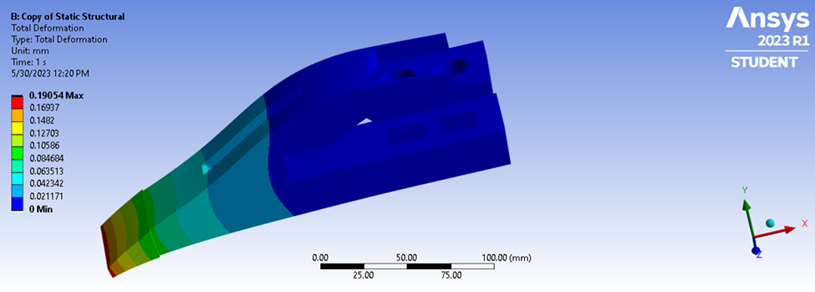 B: Copy of Static Structural
Total Deformation
Type: Total Deformation
Unit: mm
Time: 1 s
5/30/2023 12:20 PM
0.19054 Max
0.16937
0.1482
0.12703
0.10586
0.084684
0.063513
0.042342
0.021171
0 Min
Ansys
2023 R1
STUDENT
0.00
50.00
100.00 (mm)
25.00
75.00
Y
X
Z